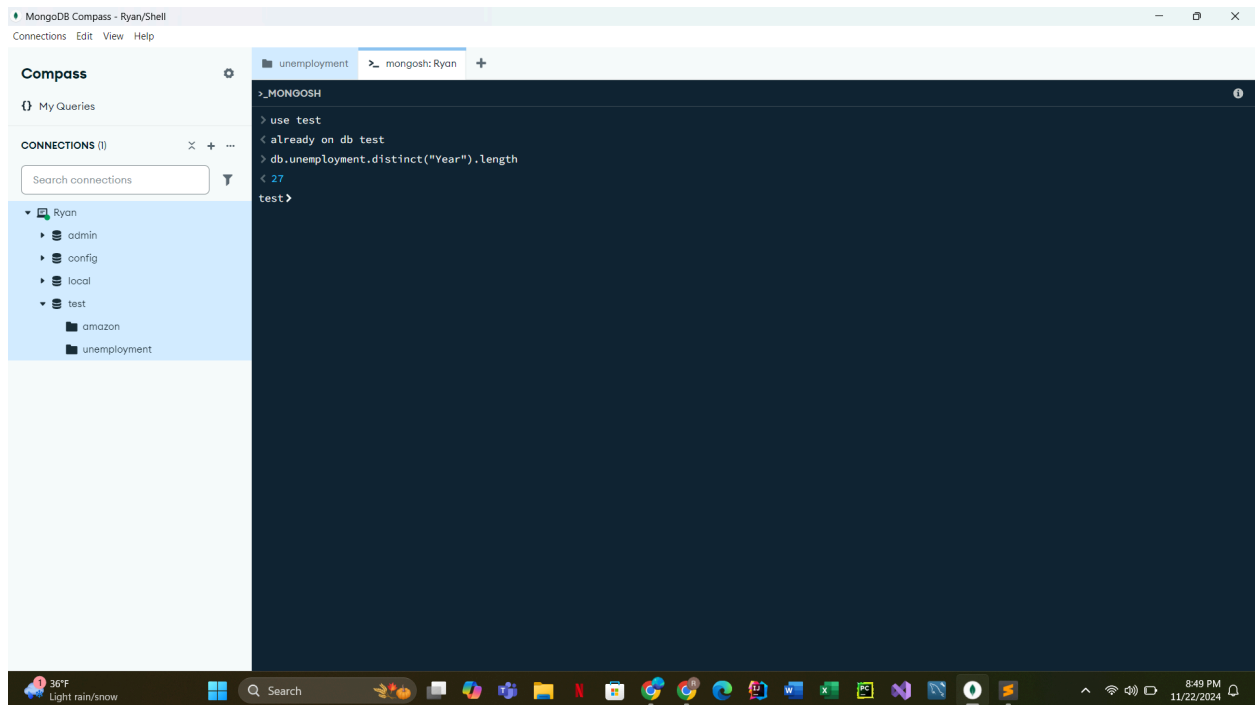 MongoDB Compass - Ryan/Shell
Connections Edit View Help
Compass
{} My Queries
CONNECTIONS (1)
Search connections
Ryan
admin
config
local
test
amazon
unemployment
unemployment
>_ mongosh: Ryan
>_MONGOSH
> use test
< already on db test
> db.unemployment.distinct("Year").length
< 27
test>
1
36°F
Light rain/snow
Search
8:49 PM
11/22/2024